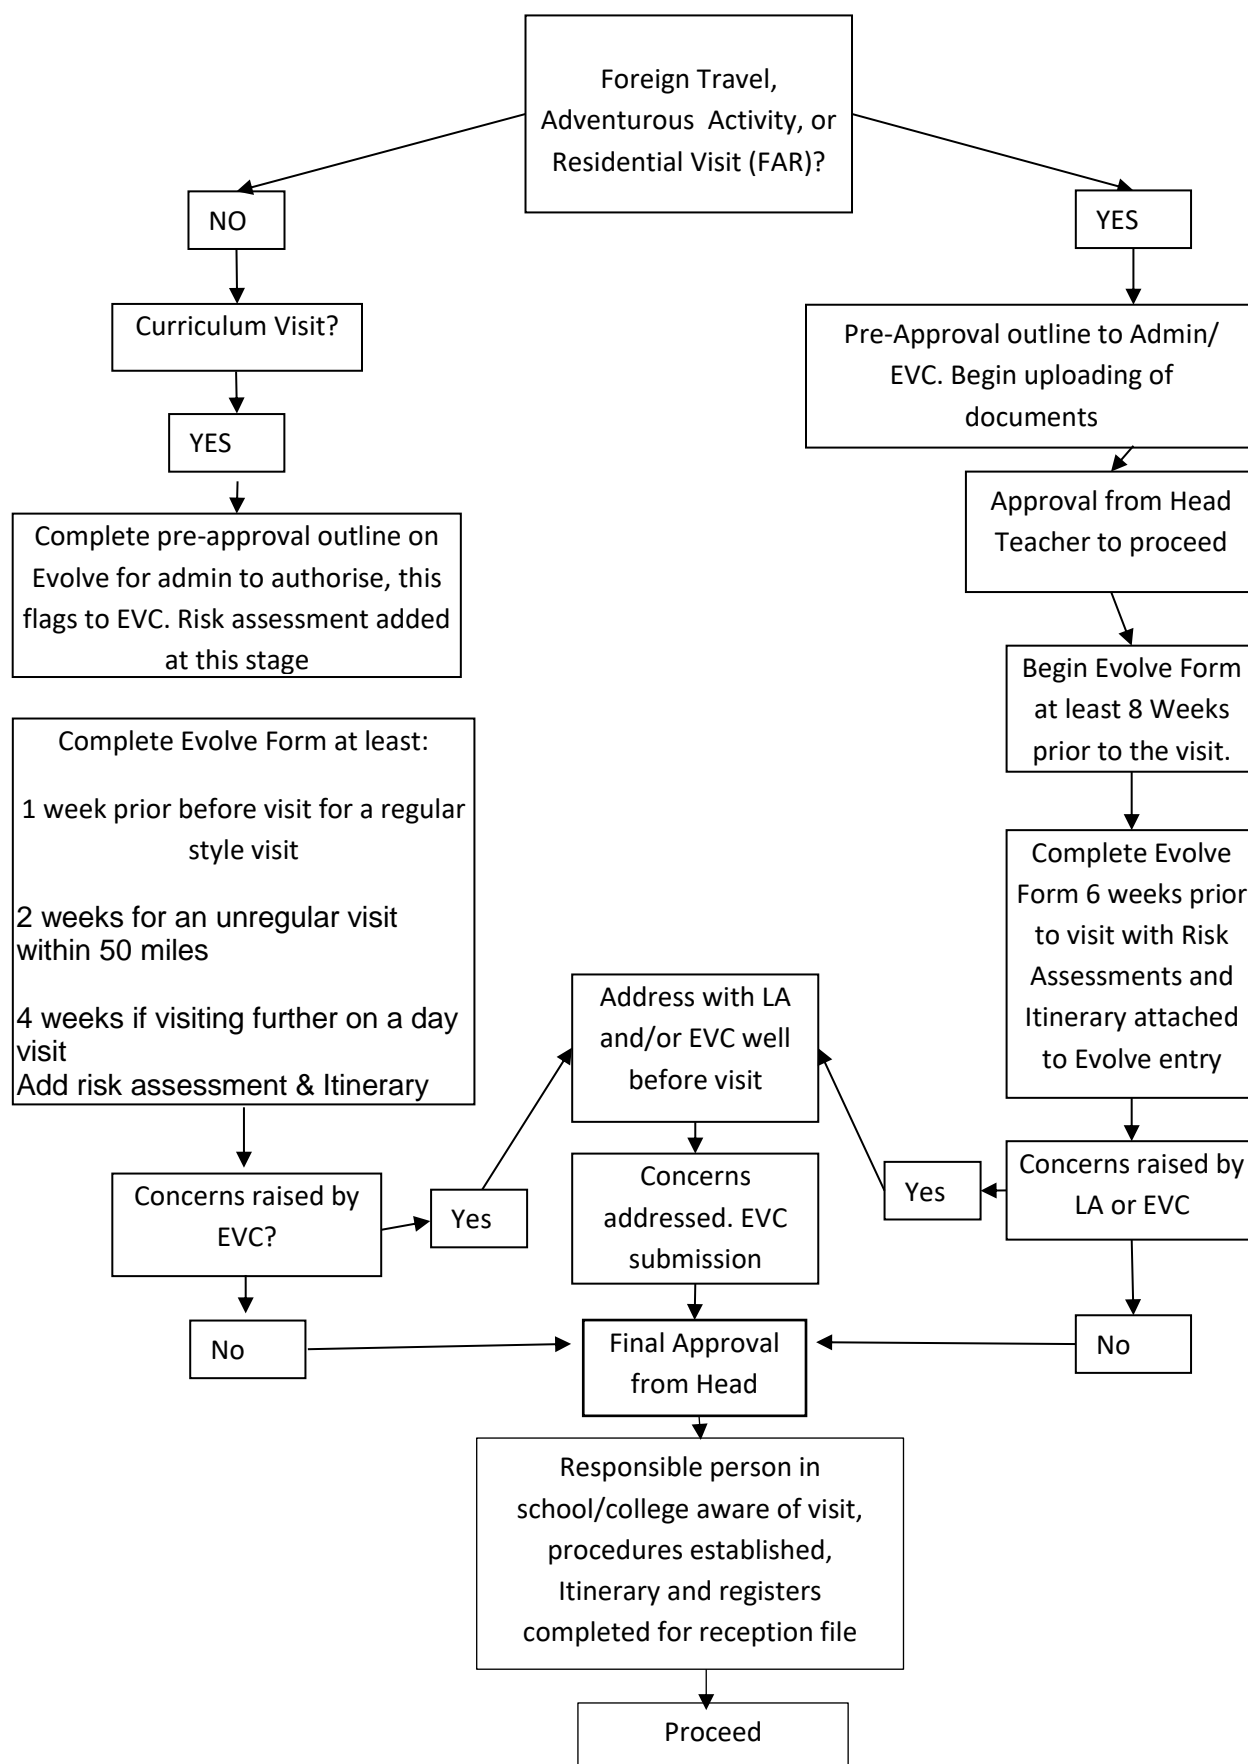 Foreign Travel,
Adventurous Activity, or
Residential Visit (FAR)?
NO
YES
Curriculum Visit?
Pre-Approval outline to Admin/
EVC. Begin uploading of
documents
YES
Approval from Head
Teacher to proceed
Complete pre-approval outline on
Evolve for admin to authorise, this
flags to EVC. Risk assessment added
at this stage
Begin Evolve Form
at least 8 Weeks
prior to the visit.
Complete Evolve Form at least:
1 week prior before visit for a regular
style visit
2 weeks for an unregular visit
within 50 miles
4 weeks if visiting further on a day
visit
Add risk assessment & Itinerary
Complete Evolve
Form 6 weeks prior
to visit with Risk
Assessments and
Itinerary attached
to Evolve entry
Address with LA
and/or EVC well
before visit
Concerns raised by
EVC?
Yes
Concerns
addressed. EVC
submission
Yes
Concerns raised by
LA or EVC
No
Final Approval
from Head
No
Responsible person in
school/college aware of visit,
procedures established,
Itinerary and registers
completed for reception file
Proceed